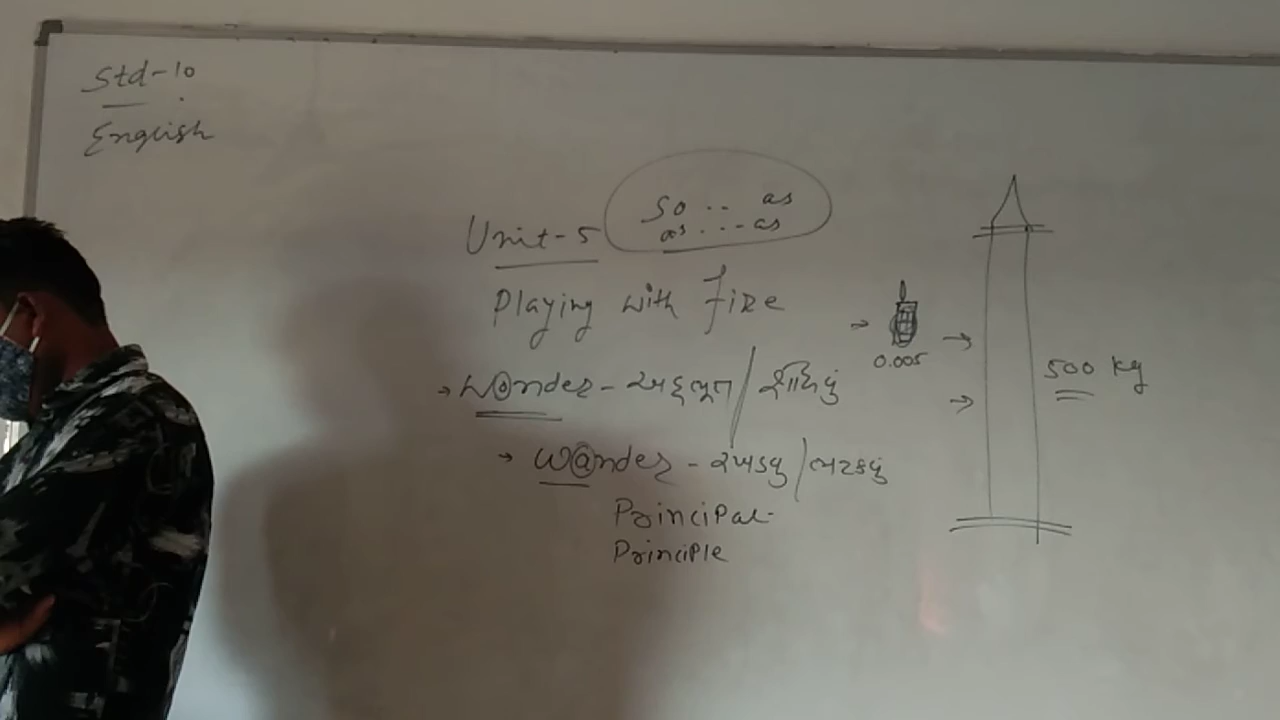 Std-10
English
so .. as
as ... as
Unit-5
Playing with Fire
→ Wonder - અદ્ભૂત /
→ Wander - રખડવું / ભટકવું
Principal
Principle
→ 0.005 →
→ 500 kg